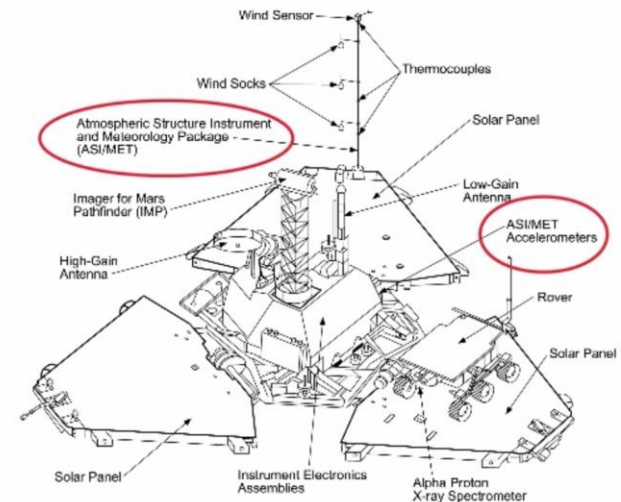 Wind Sensor
Wind Socks
Thermocouples
Atmospheric Structure Instrument
and Meteorology Package
(ASI/MET)
Solar Panel
Imager for Mars
Pathfinder (IMP)
Low-Gain
Antenna
ASI/MET
Accelerometers
High-Gain
Antenna
Rover
Solar Panel
Solar Panel
Instrument Electronics
Assemblies
Alpha Proton
X-ray Spectrometer